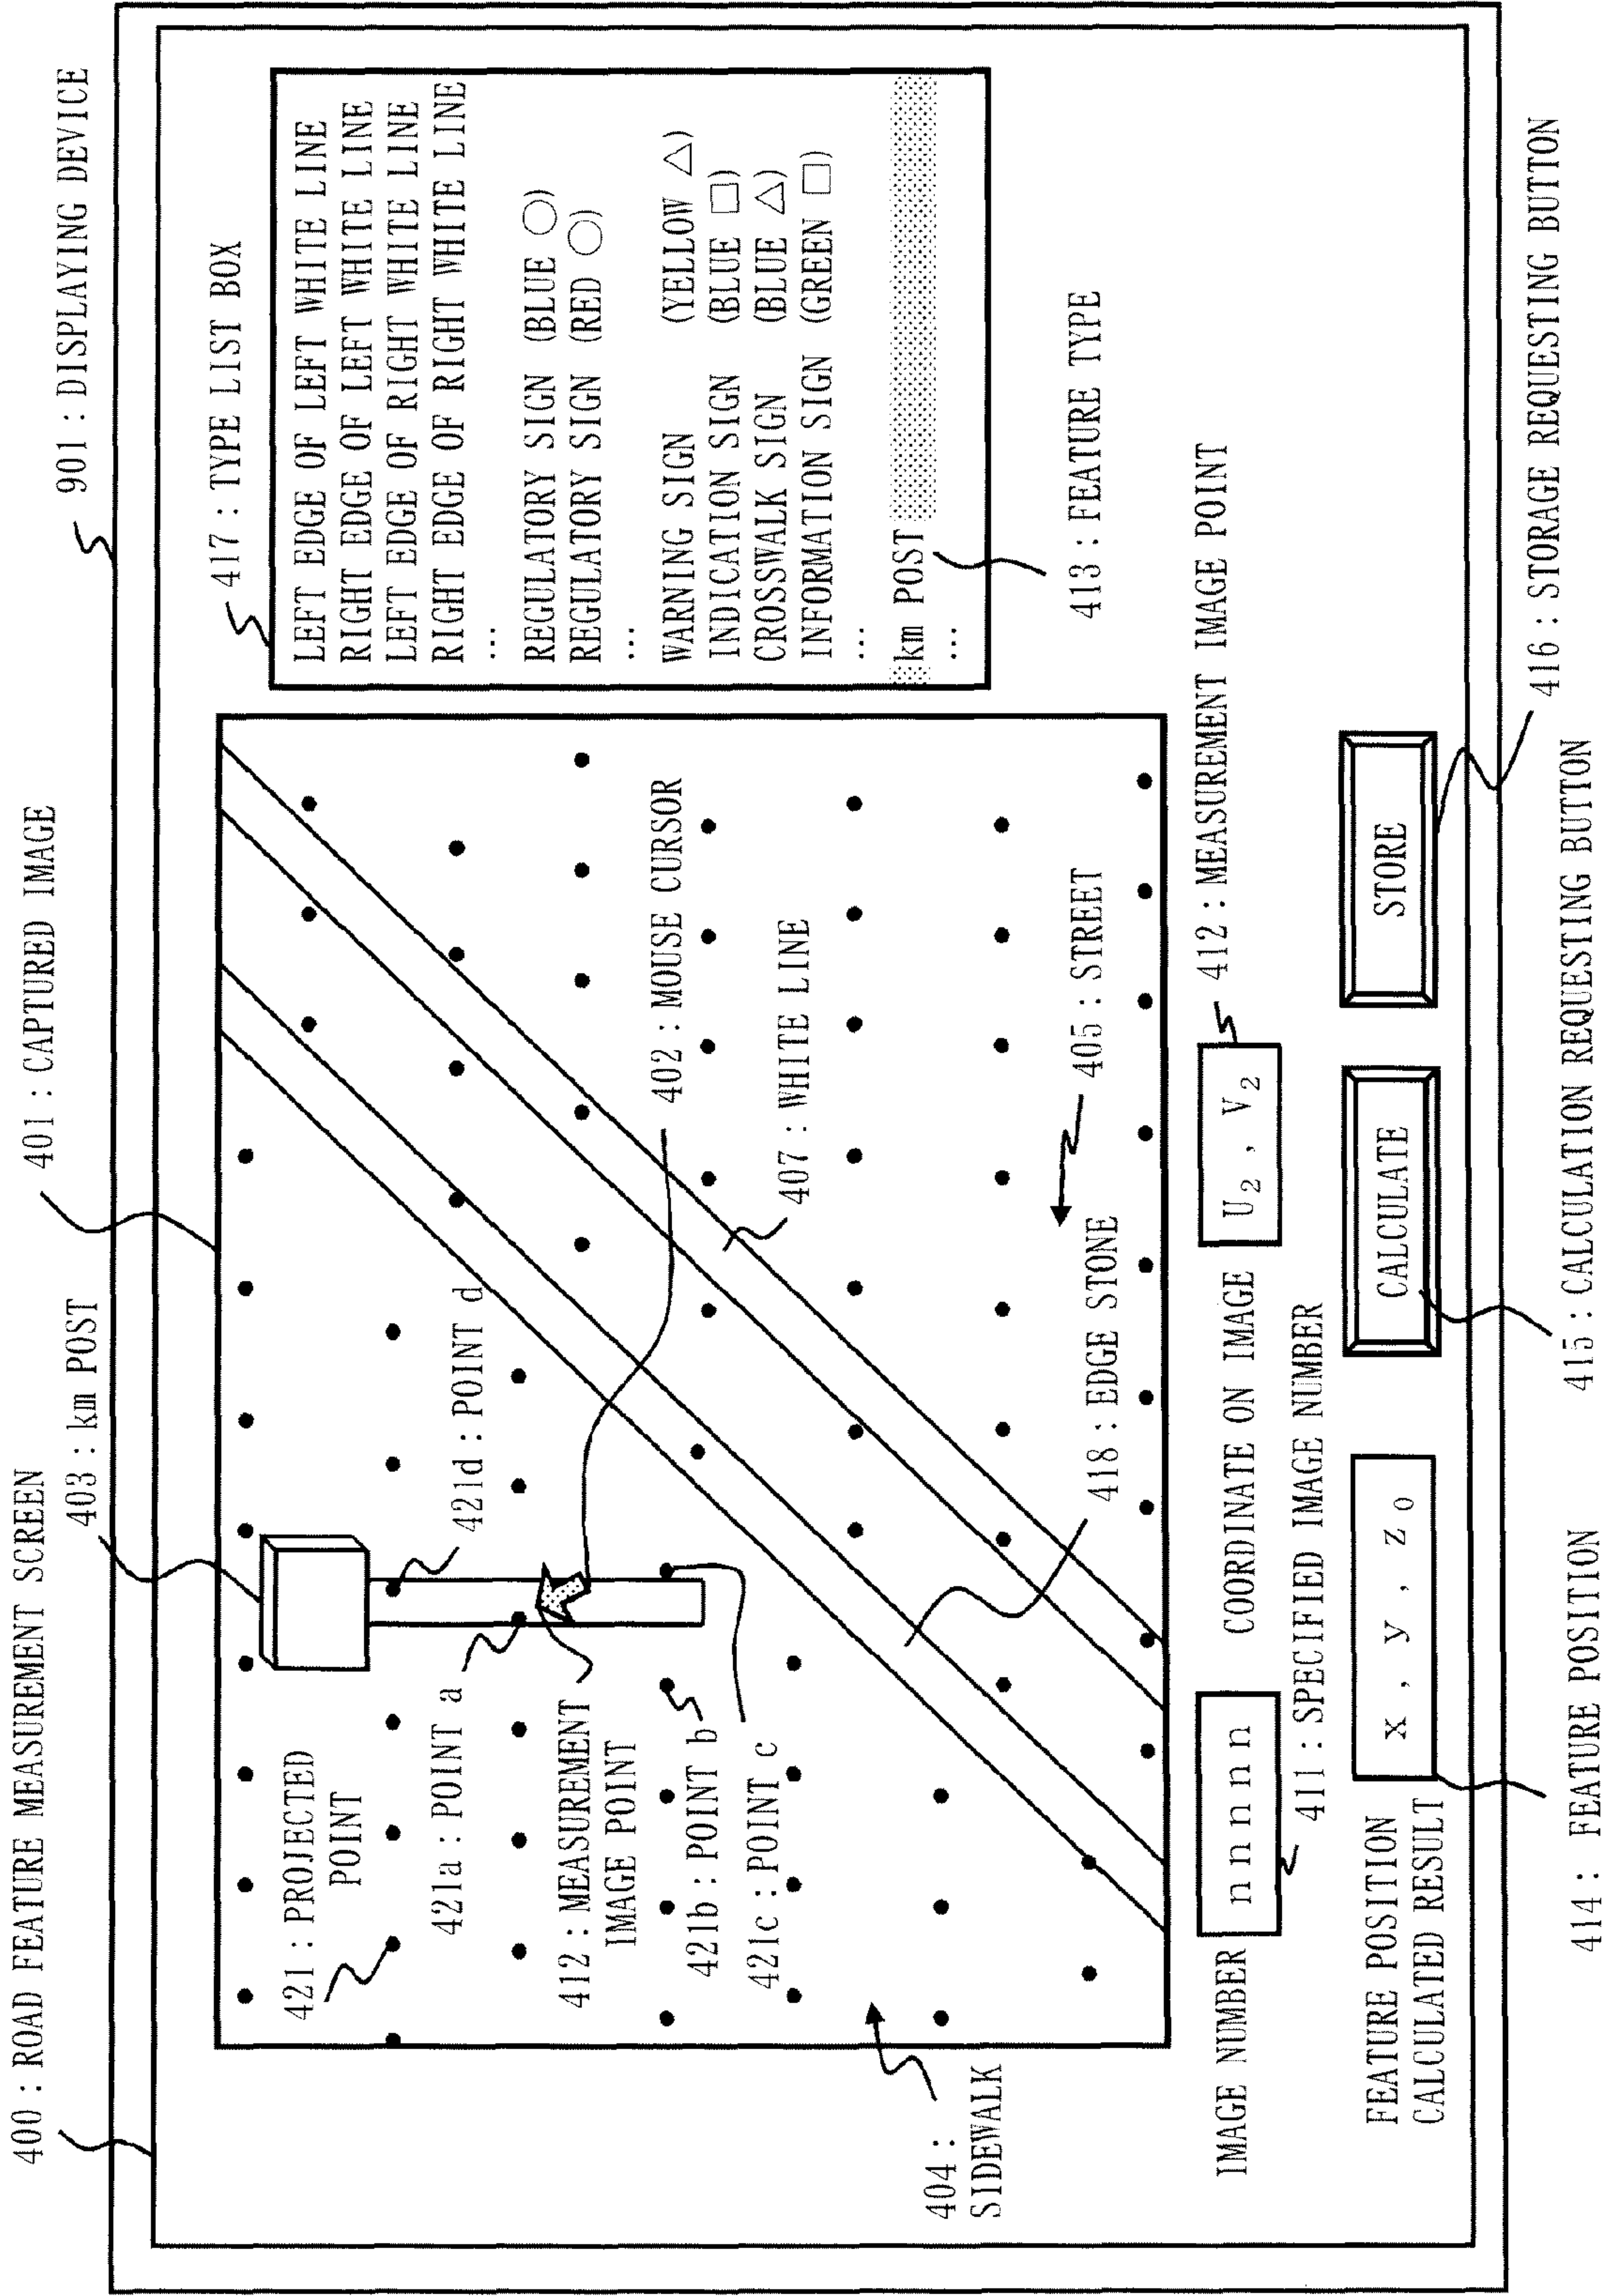 400 : ROAD FEATURE MEASUREMENT SCREEN
403 : km POST
401 : CAPTURED IMAGE
901 : DISPLAYING DEVICE
417 : TYPE LIST BOX
LEFT EDGE OF LEFT WHITE LINE
RIGHT EDGE OF LEFT WHITE LINE
LEFT EDGE OF RIGHT WHITE LINE
RIGHT EDGE OF RIGHT WHITE LINE
...
REGULATORY SIGN (BLUE ○)
REGULATORY SIGN (RED ○)
...
WARNING SIGN (YELLOW △)
INDICATION SIGN (BLUE □)
CROSSWALK SIGN (BLUE △)
INFORMATION SIGN (GREEN □)
...
km POST
...
413 : FEATURE TYPE
421 : PROJECTED
POINT
421d : POINT d
421a : POINT a
412 : MEASUREMENT
IMAGE POINT
402 : MOUSE CURSOR
421b : POINT b
421c : POINT c
407 : WHITE LINE
404 :
SIDEWALK
418 : EDGE STONE
405 : STREET
IMAGE NUMBER
n n n n n
COORDINATE ON IMAGE
U₂ , V₂
412 : MEASUREMENT IMAGE POINT
411 : SPECIFIED IMAGE NUMBER
FEATURE POSITION
CALCULATED RESULT
x , y , z₀
CALCULATE
STORE
414 : FEATURE POSITION
415 : CALCULATION REQUESTING BUTTON
416 : STORAGE REQUESTING BUTTON